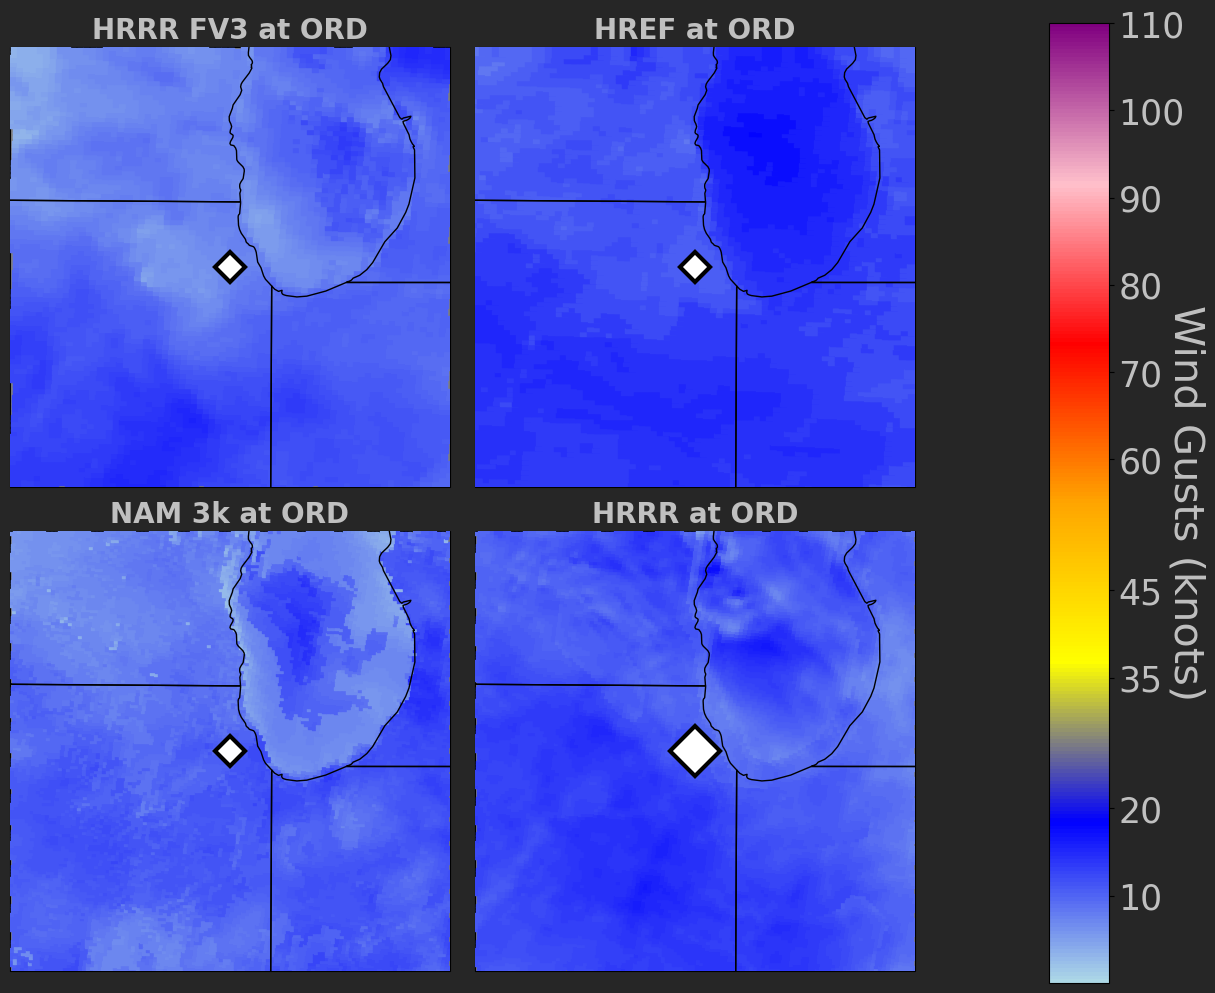 HRRR FV3 at ORD
HREF at ORD
NAM 3k at ORD
HRRR at ORD
110
100
90
80
70
60
45
35
20
10
Wind Gusts (knots)